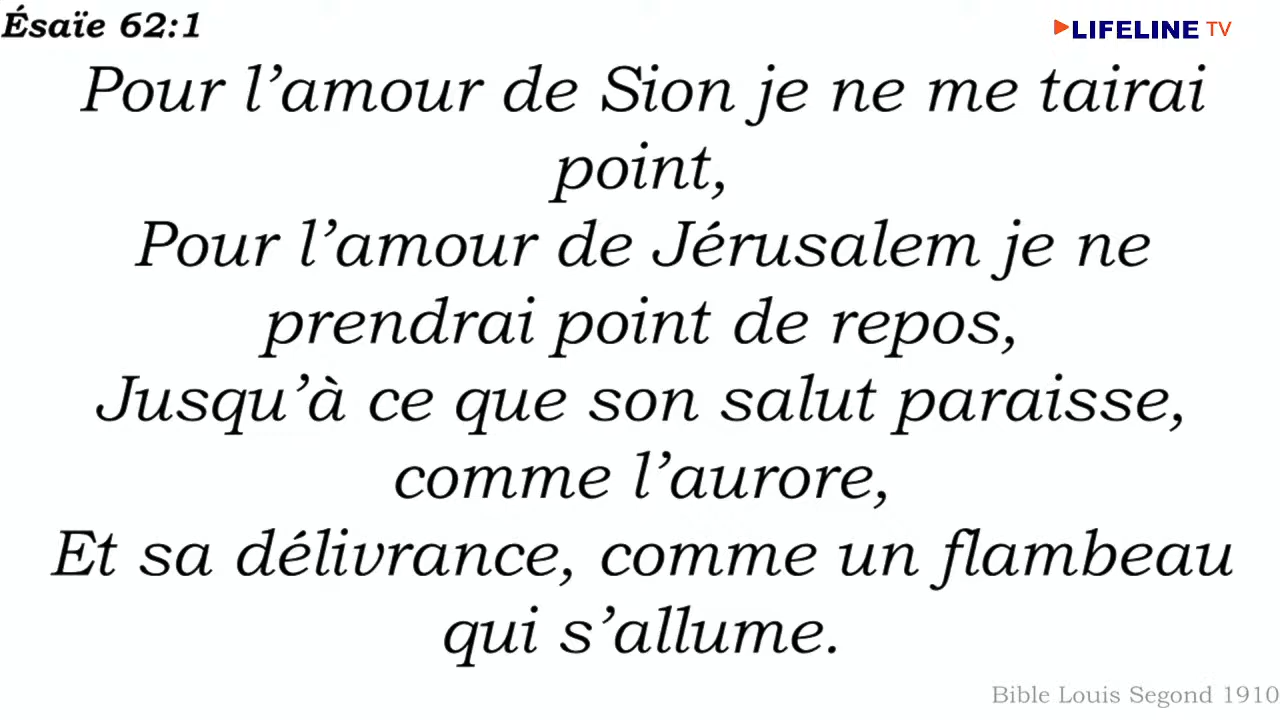 Ésaïe 62:1
LIFELINE TV
Pour l’amour de Sion je ne me tairai
point,
Pour l’amour de Jérusalem je ne
prendrai point de repos,
Jusqu’à ce que son salut paraisse,
comme l’aurore,
Et sa délivrance, comme un flambeau
qui s’allume.
Bible Louis Segond 1910